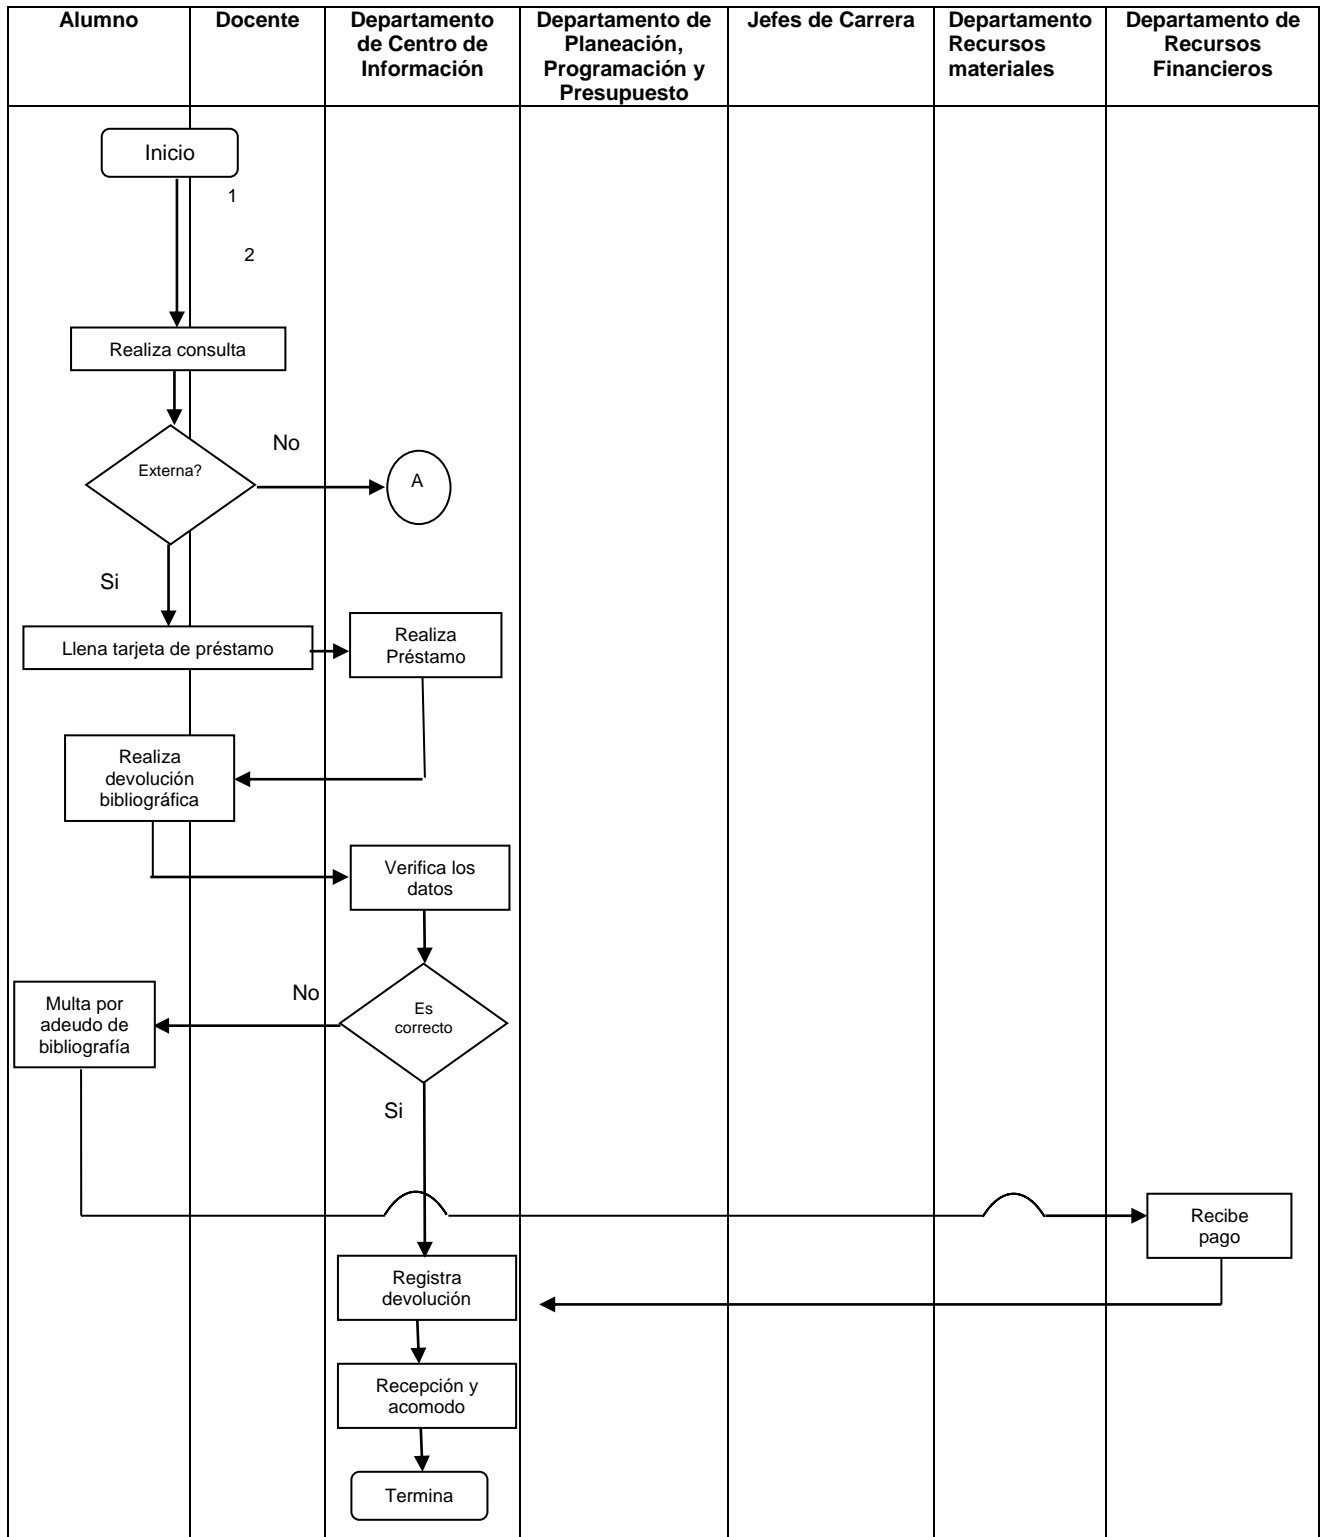 Alumno
Docente
Departamento
de Centro de
Información
Departamento de
Planeación,
Programación y
Presupuesto
Jefes de Carrera
Departamento
Recursos
materiales
Departamento de
Recursos
Financieros
Inicio
1
2
Realiza consulta
Externa?
No
A
Si
Llena tarjeta de préstamo
Realiza
Préstamo
Realiza
devolución
bibliográfica
Verifica los
datos
Multa por
adeudo de
bibliografía
No
Es
correcto
Si
Recibe
pago
Registra
devolución
Recepción y
acomodo
Termina